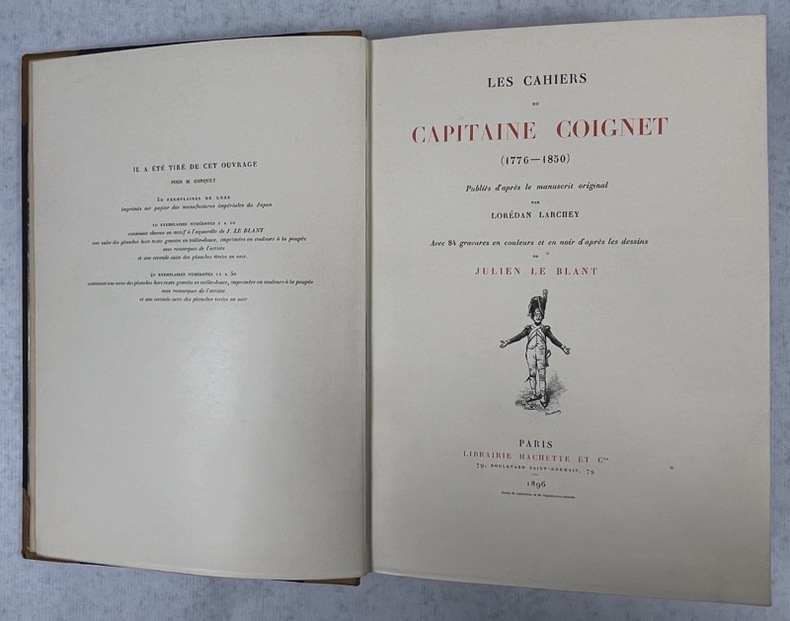 IL A ÉTÉ TIRÉ DE CET OUVRAGE
POUR M. CONQUET
50 EXEMPLAIRES DE LUXE
imprimés sur papier des manufactures impériales du Japon
10 EXEMPLAIRES NUMÉROTÉS 1 A 10
contenant chacun un motif à l'aquarelle de J. LE BLANT
une suite des planches hors texte gravées en taille-douce, imprimées en couleurs à la poupée
avec remarques de l'artiste
et une seconde suite des planches tirées en noir.
40 EXEMPLAIRES NUMÉROTÉS 11 A 50
contenant une suite des planches hors texte gravées en taille-douce, imprimées en couleurs à la poupée
avec remarques de l'artiste
et une seconde suite des planches tirées en noir.
LES CAHIERS
DU
CAPITAINE COIGNET
(1776—1850)
Publiés d'après le manuscrit original
PAR
LORÉDAN LARCHEY
Avec 84 gravures en couleurs et en noir d'après les dessins
DE
JULIEN LE BLANT
PARIS
LIBRAIRIE HACHETTE ET Cie
79, BOULEVARD SAINT-GERMAIN, 79
1896
Droits de traduction et de reproduction réservés.